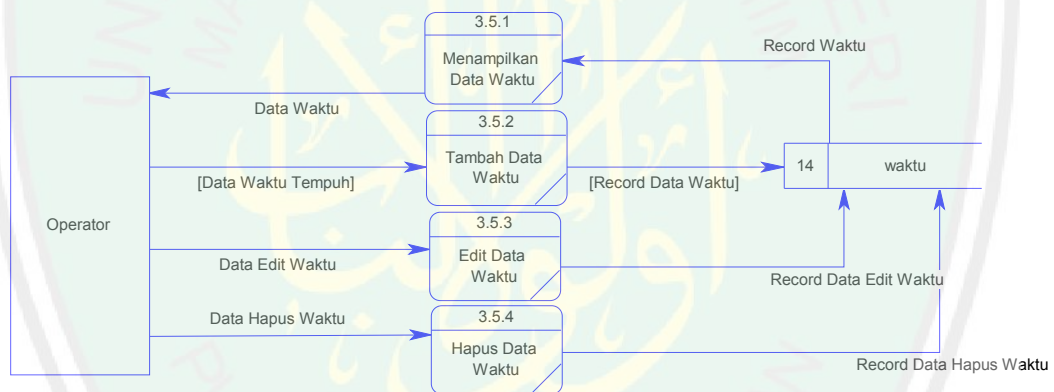 3.5.1
Menampilkan
Data Waktu
Record Waktu
Data Waktu
3.5.2
Tambah Data
Waktu
[Data Waktu Tempuh]
[Record Data Waktu]
14
waktu
Operator
3.5.3
Edit Data
Waktu
Data Edit Waktu
Record Data Edit Waktu
3.5.4
Hapus Data
Waktu
Data Hapus Waktu
Record Data Hapus Waktu